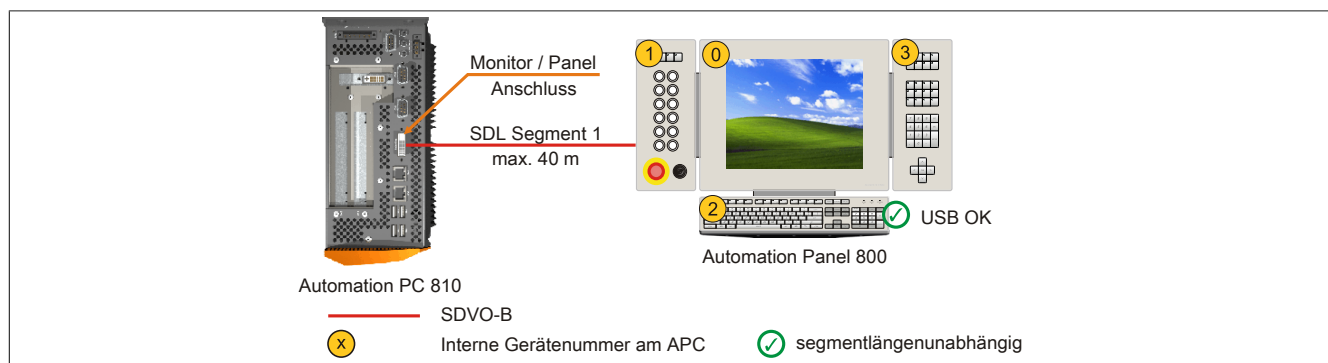 Monitor / Panel
Anschluss
SDL Segment 1
max. 40 m
1
0
3
2
USB OK
Automation Panel 800
Automation PC 810
SDVO-B
x
Interne Gerätenummer am APC
segmentlängenunabhängig